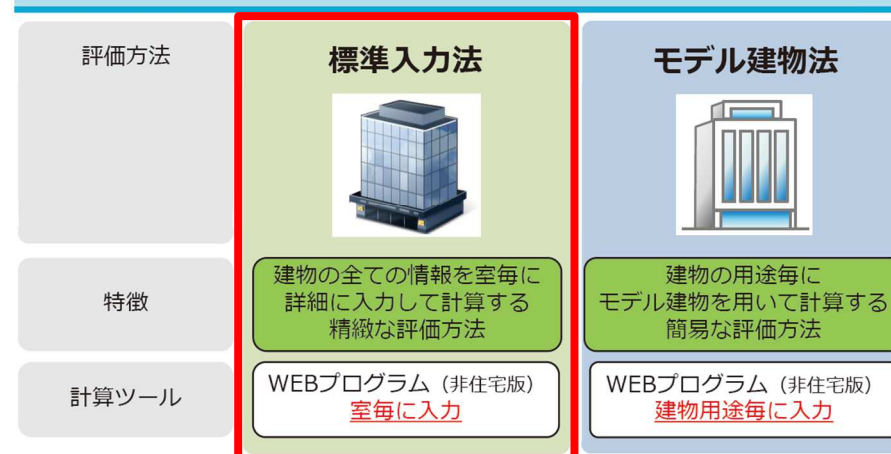 評価方法
標準入力法
モデル建物法
特徴
建物の全ての情報を室毎に
詳細に入力して計算する
精緻な評価方法
建物の用途毎に
モデル建物を用いて計算する
簡易な評価方法
計算ツール
WEBプログラム（非住宅版）
室毎に入力
WEBプログラム（非住宅版）
建物用途毎に入力